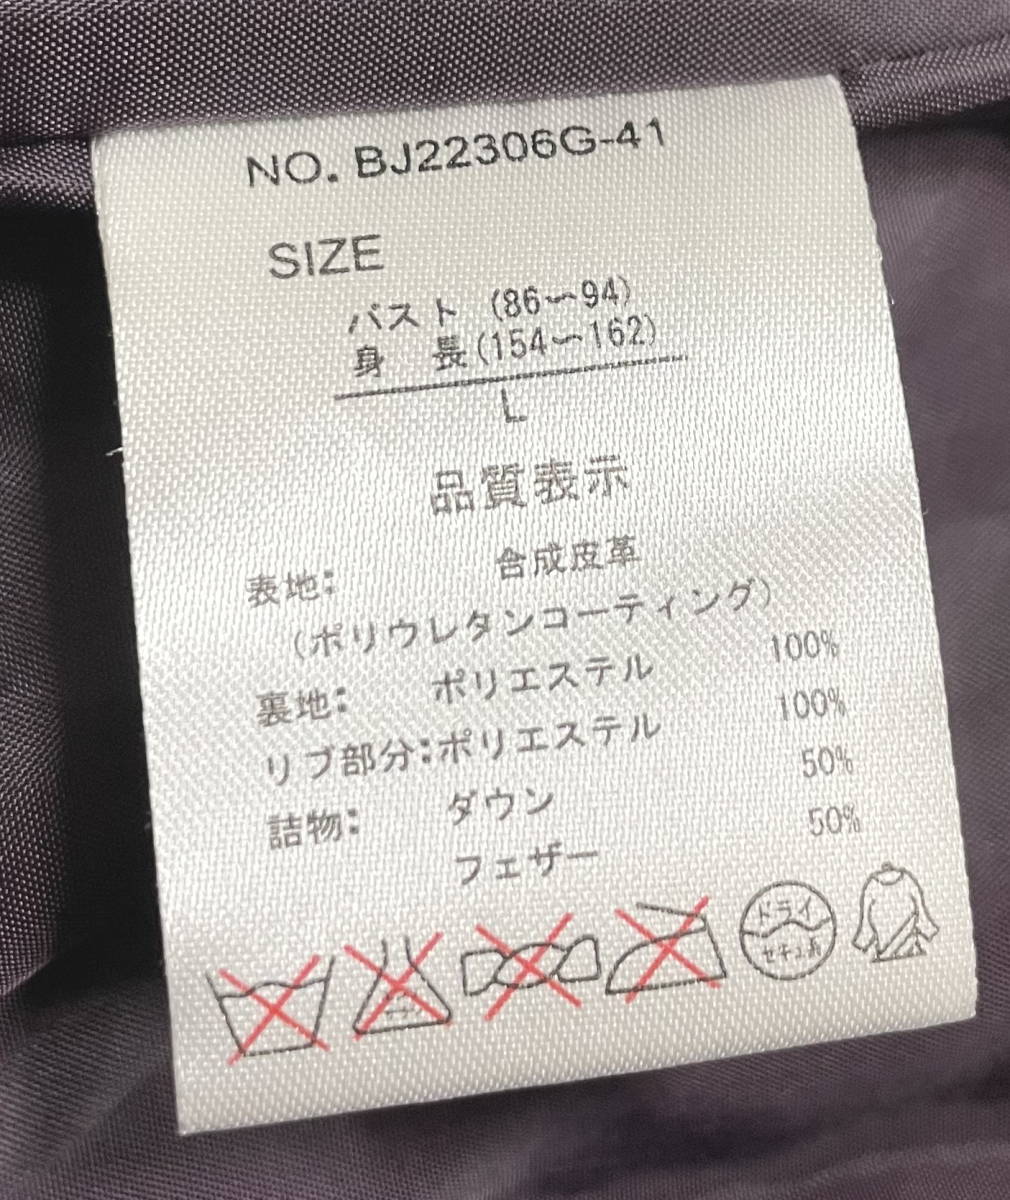 NO. BJ22306G-41
SIZE
バスト (86〜94)
身 長 (154〜162)
L
品質表示
表地: 合成皮革
(ポリウレタンコーティング)
裏地: ポリエステル 100%
リブ部分:ポリエステル 100%
詰物: ダウン 50%
フェザー 50%
ドライ
セキユ系